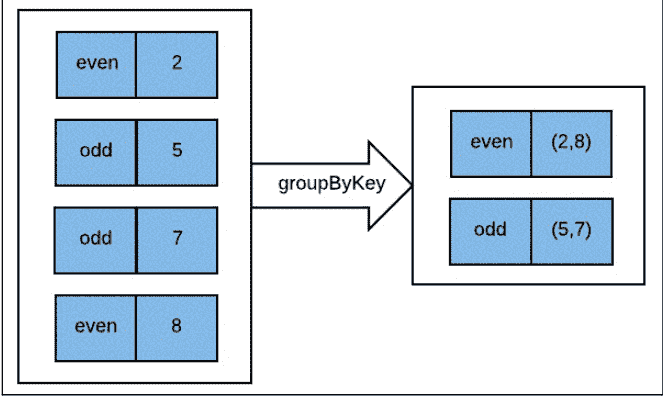 even 2
odd 5
odd 7
even 8
groupByKey
even (2,8)
odd (5,7)